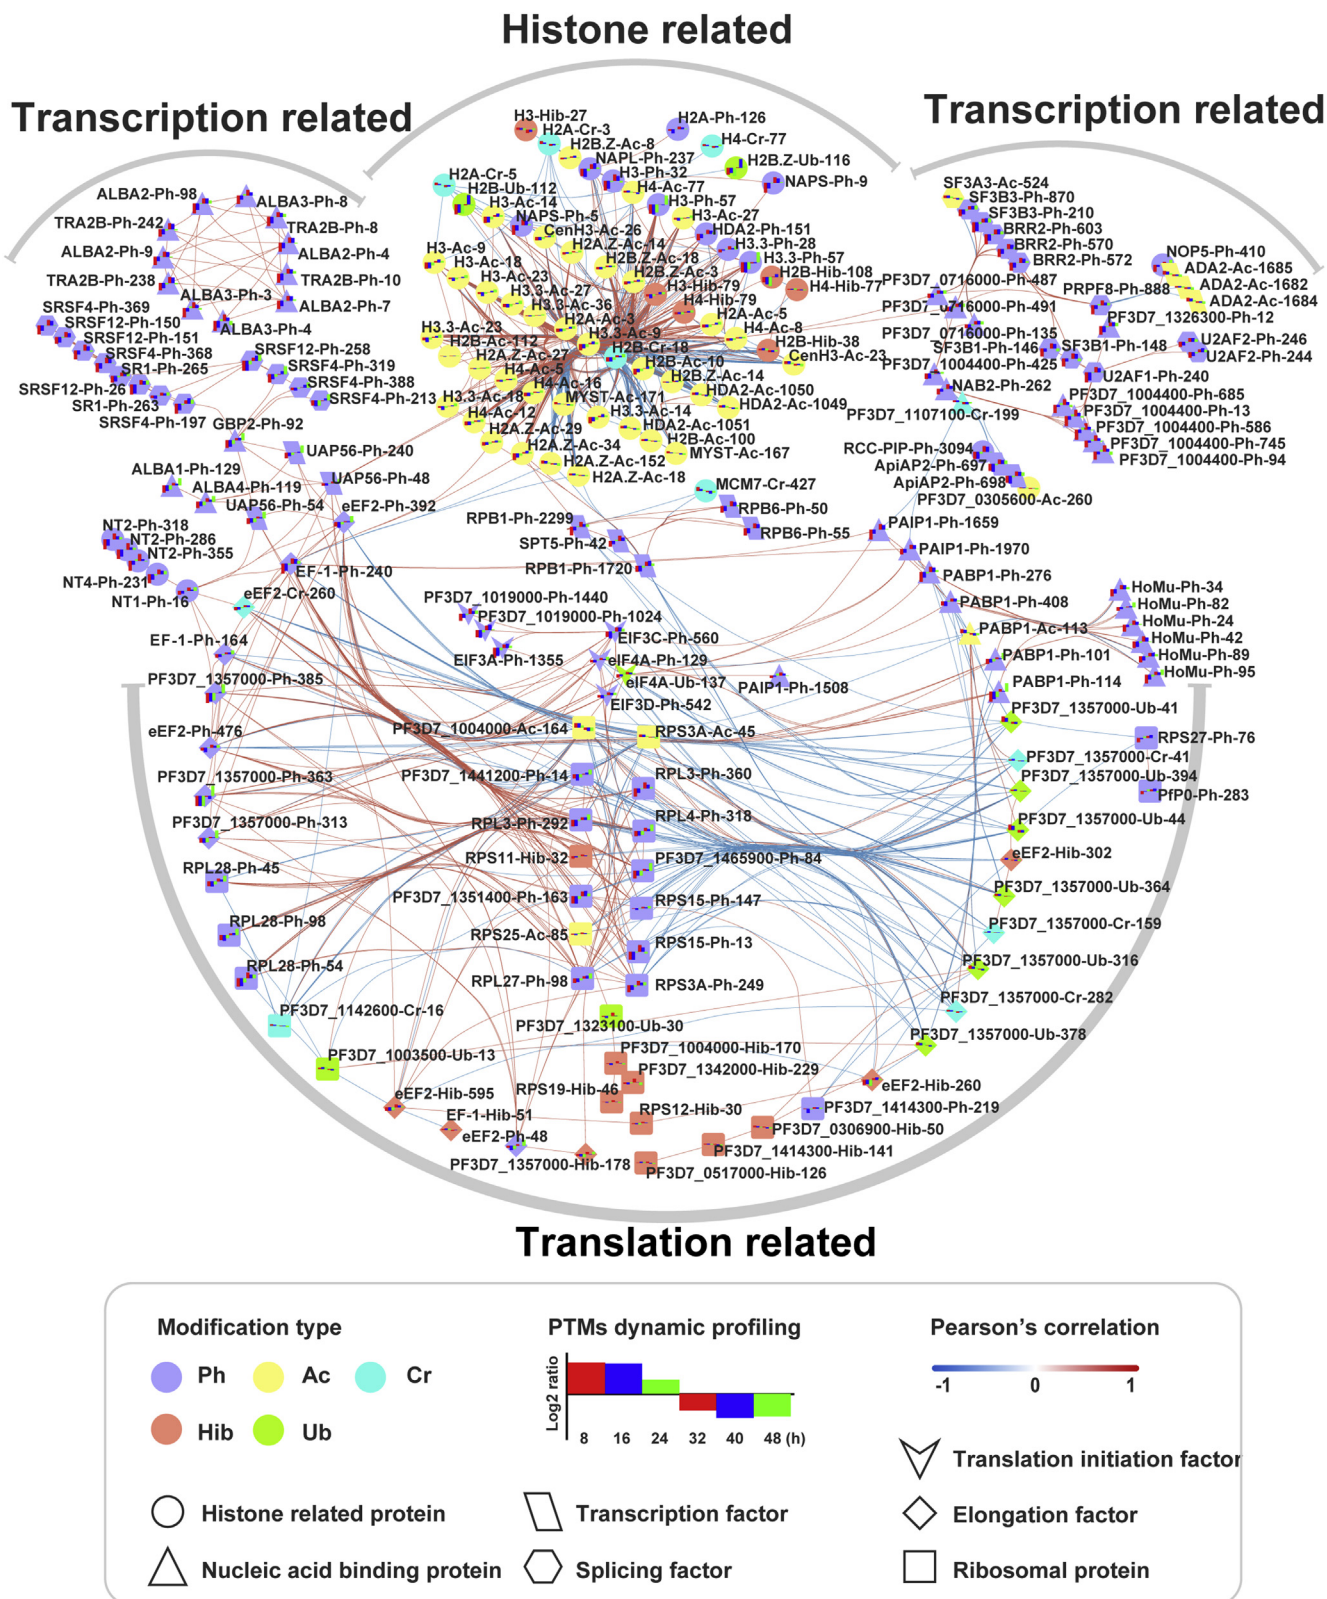 Histone related
Transcription related
Transcription related
H3-Hib-27
H2A-Cr-3
H2B.Z-Ac-8
NAPL-Ph-237
H3-Ph-32
H4-Ac-77
H2A-Ph-126
H4-Cr-77
H2B.Z-Ub-116
NAPS-Ph-9
H2A-Cr-5
H2B-Ub-112
H3-Ac-14
NAPS-Ph-5
CenH3-Ac-26
H2A.Z-Ac-14
H2B.Z-Ac-18
H2B.Z-Ac-3
H3-Hib-79
H4-Hib-79
H3-Ph-57
H3-Ac-27
HDA2-Ph-151
H3.3-Ph-28
H3.3-Ph-57
H2B-Hib-108
H4-Hib-77
H3-Ac-9
H3-Ac-18
H3-Ac-23
H3.3-Ac-27
H3.3-Ac-36
H2A-Ac-3
H3.3-Ac-9
H2B-Cr-18
H2A-Ac-5
H4-Ac-8
H2B-Hib-38
CenH3-Ac-23
H3.3-Ac-23
H2B-Ac-112
H2A.Z-Ac-27
H4-Ac-5
H4-Ac-16
MYST-Ac-171
H2B-Ac-10
H2B.Z-Ac-14
HDA2-Ac-1050
HDA2-Ac-1049
H3.3-Ac-18
H4-Ac-12
H2A.Z-Ac-29
H2A.Z-Ac-34
H2A.Z-Ac-152
H2A.Z-Ac-18
H3.3-Ac-14
HDA2-Ac-1051
H2B-Ac-100
MYST-Ac-167
ALBA2-Ph-98
ALBA3-Ph-8
TRA2B-Ph-242
TRA2B-Ph-8
ALBA2-Ph-9
ALBA2-Ph-4
TRA2B-Ph-238
TRA2B-Ph-10
ALBA3-Ph-3
ALBA2-Ph-7
ALBA3-Ph-4
SRSF4-Ph-369
SRSF12-Ph-150
SRSF12-Ph-151
SRSF4-Ph-368
SR1-Ph-265
SRSF12-Ph-26
SR1-Ph-263
SRSF4-Ph-197
SRSF12-Ph-258
SRSF4-Ph-319
SRSF4-Ph-388
SRSF4-Ph-213
GBP2-Ph-92
UAP56-Ph-240
ALBA1-Ph-129
ALBA4-Ph-119
UAP56-Ph-48
UAP56-Ph-54
eEF2-Ph-392
NT2-Ph-318
NT2-Ph-286
NT2-Ph-355
NT4-Ph-231
NT1-Ph-16
EF-1-Ph-240
eEF2-Cr-260
SF3A3-Ac-524
SF3B3-Ph-870
SF3B3-Ph-210
BRR2-Ph-603
BRR2-Ph-570
BRR2-Ph-572
NOP5-Ph-410
ADA2-Ac-1685
ADA2-Ac-1682
ADA2-Ac-1684
PF3D7_0716000-Ph-487
PRPF8-Ph-888
PF3D7_0716000-Ph-491
PF3D7_1326300-Ph-12
PF3D7_0716000-Ph-135
SF3B1-Ph-146
SF3B1-Ph-148
U2AF2-Ph-246
U2AF2-Ph-244
PF3D7_1004400-Ph-425
U2AF1-Ph-240
NAB2-Ph-262
PF3D7_1107100-Cr-199
PF3D7_1004400-Ph-685
PF3D7_1004400-Ph-13
PF3D7_1004400-Ph-586
PF3D7_1004400-Ph-745
PF3D7_1004400-Ph-94
RCC-PIP-Ph-3094
ApiAP2-Ph-697
ApiAP2-Ph-698
PF3D7_0305600-Ac-260
MCM7-Cr-427
RPB1-Ph-2299
RPB6-Ph-50
RPB6-Ph-55
SPT5-Ph-42
RPB1-Ph-1720
PAIP1-Ph-1659
PAIP1-Ph-1970
PABP1-Ph-276
PABP1-Ph-408
PABP1-Ac-113
PABP1-Ph-101
PABP1-Ph-114
HoMu-Ph-34
HoMu-Ph-82
HoMu-Ph-24
HoMu-Ph-42
HoMu-Ph-89
HoMu-Ph-95
PF3D7_1019000-Ph-1440
PF3D7_1019000-Ph-1024
EIF3A-Ph-1355
EIF3C-Ph-560
eIF4A-Ph-129
eIF4A-Ub-137
EIF3D-Ph-542
PAIP1-Ph-1508
EF-1-Ph-164
PF3D7_1357000-Ph-385
eEF2-Ph-476
PF3D7_1357000-Ph-363
PF3D7_1357000-Ph-313
RPL28-Ph-45
RPL28-Ph-98
RPL28-Ph-54
PF3D7_1142600-Cr-16
PF3D7_1003500-Ub-13
eEF2-Hib-595
EF-1-Hib-51
eEF2-Ph-48
PF3D7_1357000-Hib-178
PF3D7_1004000-Ac-164
RPS3A-Ac-45
PF3D7_1441200-Ph-14
RPL3-Ph-360
RPL3-Ph-292
RPL4-Ph-318
RPS11-Hib-32
PF3D7_1465900-Ph-84
PF3D7_1351400-Ph-163
RPS15-Ph-147
RPS25-Ac-85
RPS15-Ph-13
RPL27-Ph-98
RPS3A-Ph-249
PF3D7_1323100-Ub-30
PF3D7_1004000-Hib-170
PF3D7_1342000-Hib-229
RPS19-Hib-46
RPS12-Hib-30
PF3D7_1357000-Ub-41
RPS27-Ph-76
PF3D7_1357000-Cr-41
PF3D7_1357000-Ub-394
PfP0-Ph-283
PF3D7_1357000-Ub-44
eEF2-Hib-302
PF3D7_1357000-Ub-364
PF3D7_1357000-Cr-159
PF3D7_1357000-Ub-316
PF3D7_1357000-Cr-282
PF3D7_1357000-Ub-378
eEF2-Hib-260
PF3D7_1414300-Ph-219
PF3D7_0306900-Hib-50
PF3D7_1414300-Hib-141
PF3D7_0517000-Hib-126
Translation related
Modification type
Ph
Ac
Cr
Hib
Ub
PTMs dynamic profiling
Log2 ratio
8 16 24 32 40 48 (h)
Pearson's correlation
-1 0 1
Translation initiation factor
Histone related protein
Transcription factor
Elongation factor
Nucleic acid binding protein
Splicing factor
Ribosomal protein